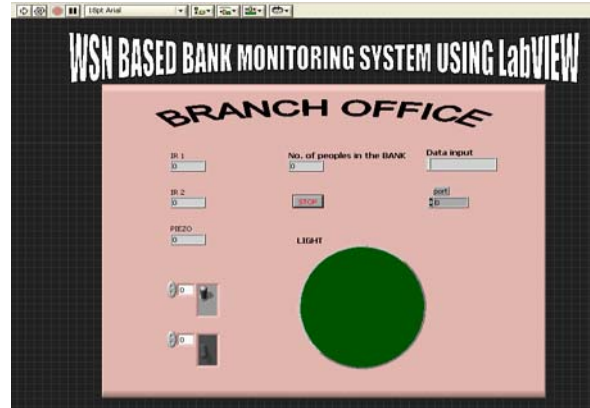 10pt Arial
WSN BASED BANK MONITORING SYSTEM USING LabVIEW
BRANCH OFFICE
IR 1
0
No. of peoples in the BANK
0
Data input
IR 2
0
STOP
port
0
PIEZO
0
LIGHT
0
0